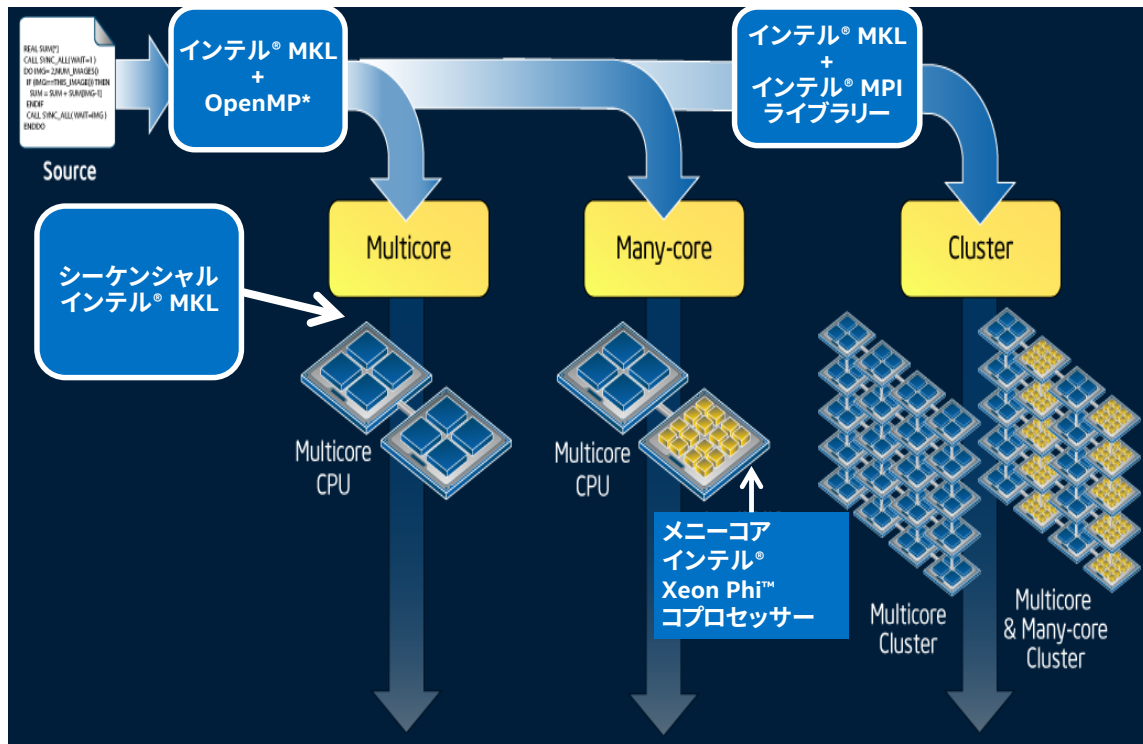 REAL SUM[*]
CALL SYNC_ALL( WAIT=1 )
DO IMG= 2,NUM_IMAGES()
IF (IMG==THIS_IMAGE()) THEN
SUM = SUM + SUM[IMG-1]
ENDIF
CALL SYNC_ALL( WAIT=IMG )
ENDDO
Source
インテル® MKL
+
OpenMP*
インテル® MKL
+
インテル® MPI
ライブラリー
シーケンシャル
インテル® MKL
Multicore
Many-core
Cluster
Multicore
CPU
Multicore
CPU
メニーコア
インテル®
Xeon Phi™
コプロセッサー
Multicore
Cluster
Multicore
& Many-core
Cluster